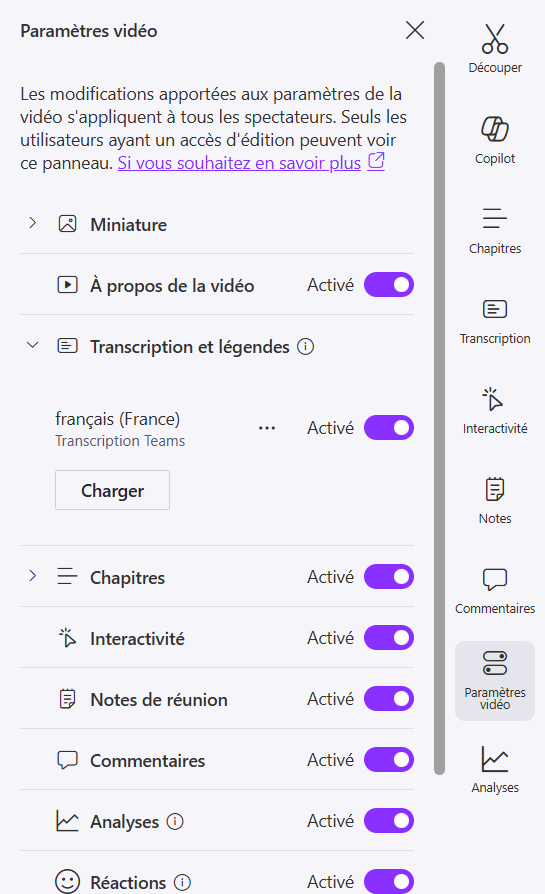 Paramètres vidéo
Les modifications apportées aux paramètres de la
vidéo s'appliquent à tous les spectateurs. Seuls les
utilisateurs ayant un accès d'édition peuvent voir
ce panneau. Si vous souhaitez en savoir plus
Miniature
À propos de la vidéo Activé
Transcription et légendes
français (France)
Transcription Teams
Activé
Charger
Chapitres Activé
Interactivité Activé
Notes de réunion Activé
Commentaires Activé
Analyses Activé
Réactions Activé
Découper
Copilot
Chapitres
Transcription
Interactivité
Notes
Commentaires
Paramètres
vidéo
Analyses